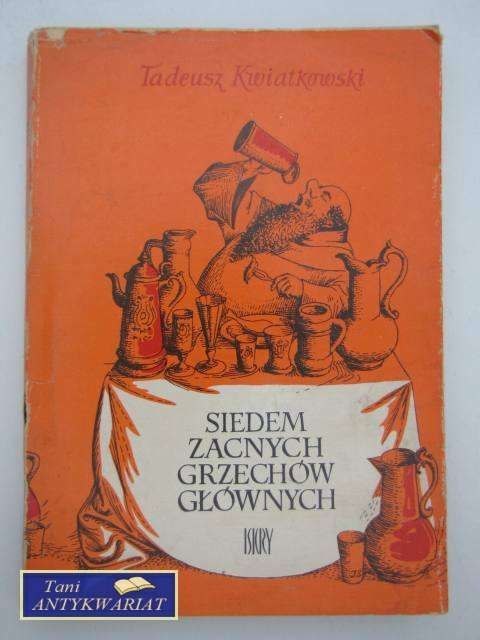 Tadeusz Kwiatkowski
SIEDEM
ZACNYCH
GRZECHÓW
GŁÓWNYCH
ISKRY
Tani
ANTYKWARIAT